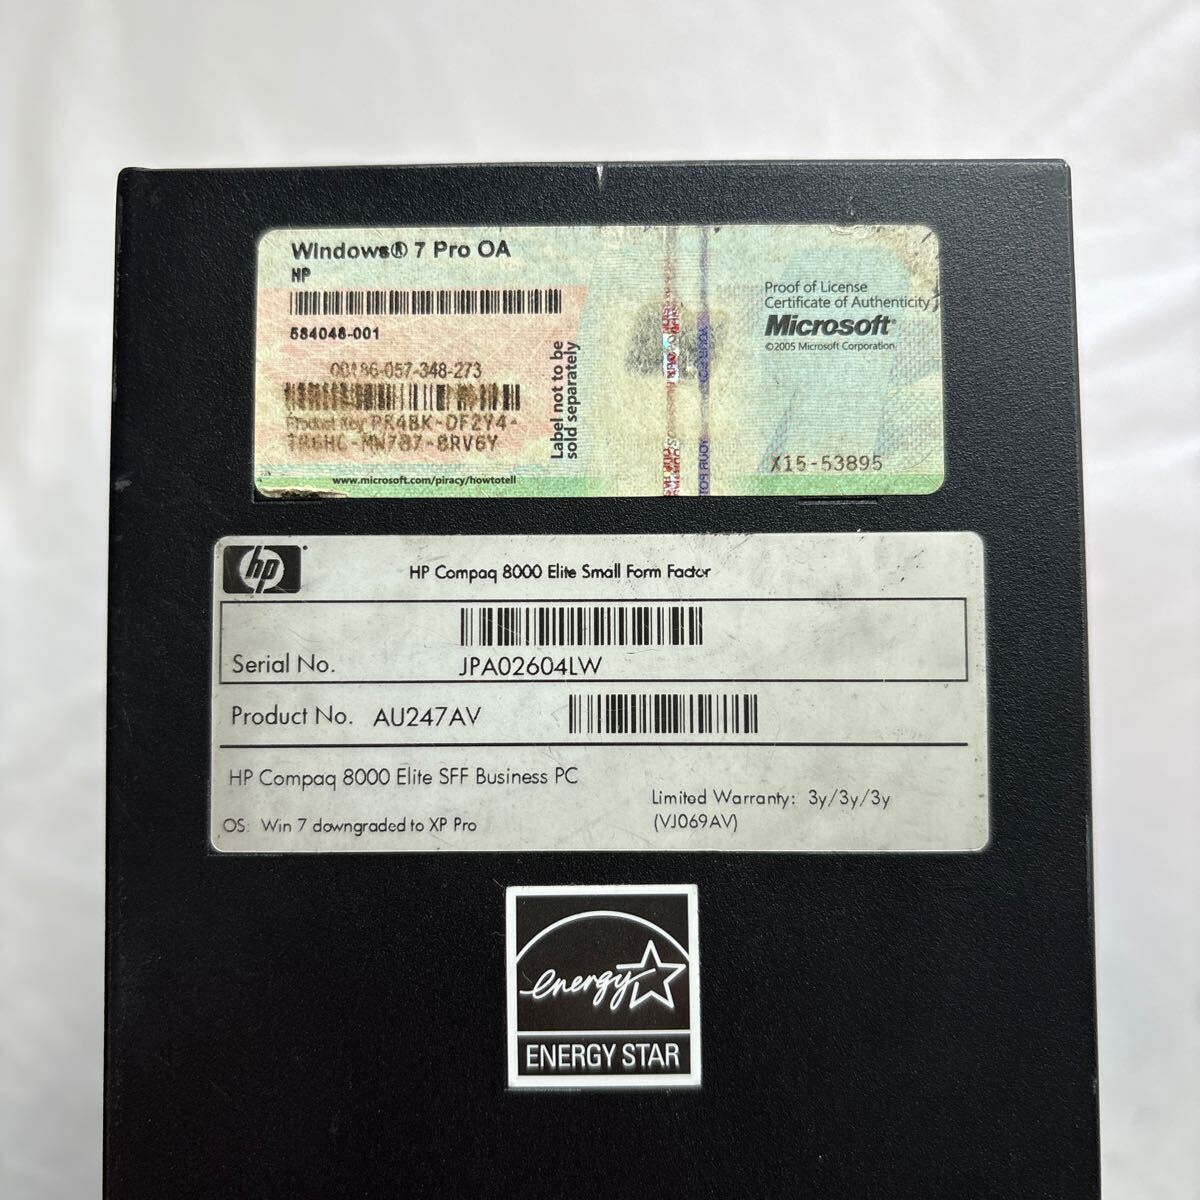 Windows® 7 Pro OA
HP
584048-001
00186-057-348-273
Product Key:
Label not to be
sold separately
www.microsoft.com/piracy/howtotell
Proof of License
Certificate of Authenticity
Microsoft®
©2005 Microsoft Corporation
X15-53895
hp
HP Compaq 8000 Elite Small Form Factor
Serial No. JPA02604LW
Product No. AU247AV
HP Compaq 8000 Elite SFF Business PC
Limited Warranty: 3y/3y/3y
(VJ069AV)
OS: Win 7 downgraded to XP Pro
energy
ENERGY STAR